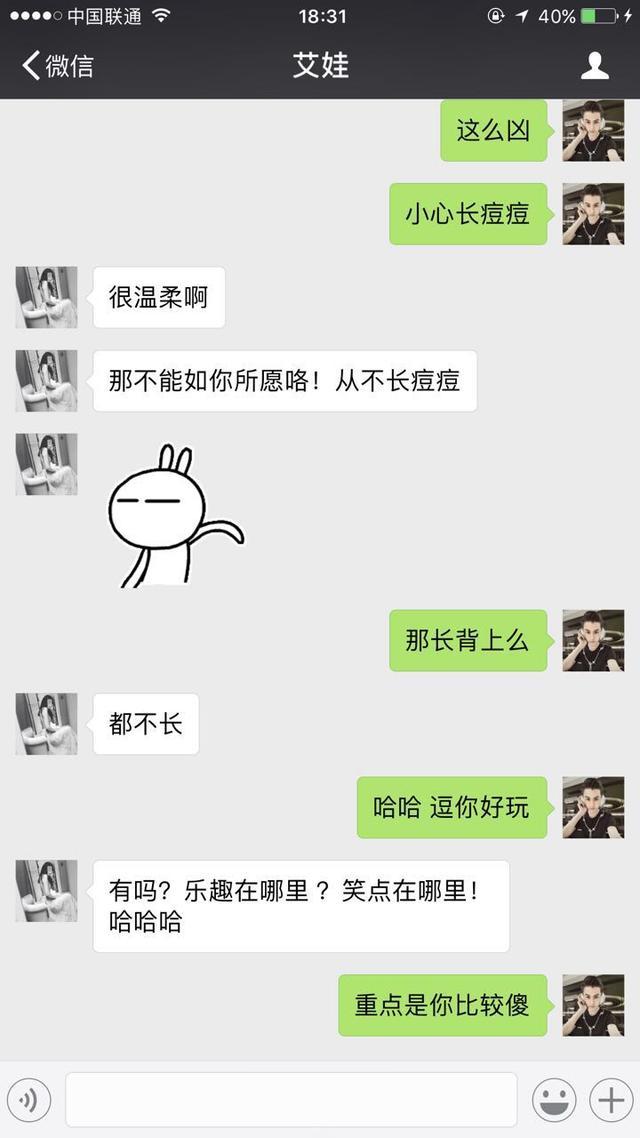 中国联通 18:31 40%
微信 艾娃
这么凶
小心长痘痘
很温柔啊
那不能如你所愿咯！从不长痘痘
那长背上么
都不长
哈哈 逗你好玩
有吗？乐趣在哪里？笑点在哪里！
哈哈哈
重点是你比较傻